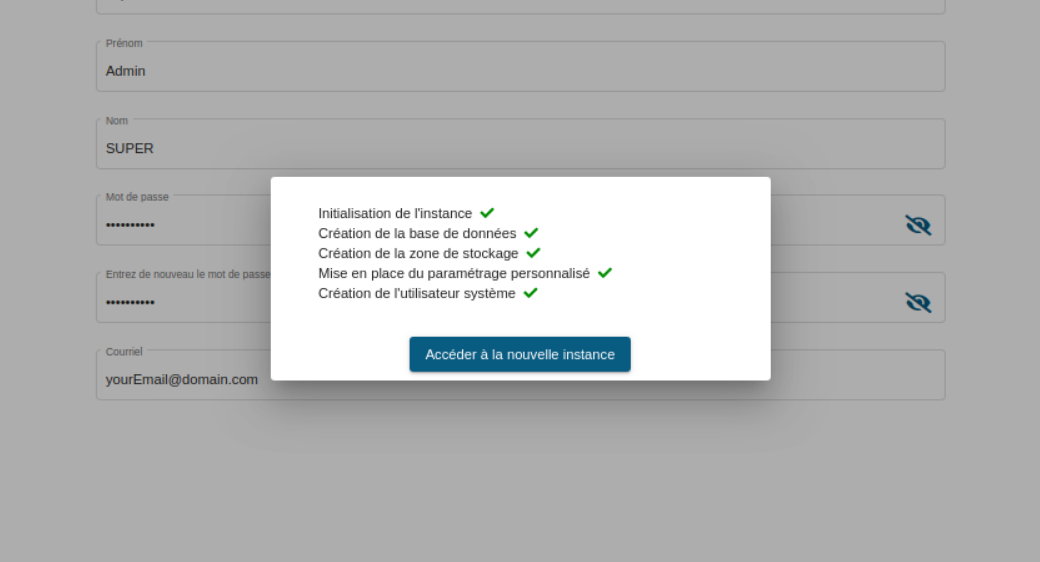 Prénom
Admin
Nom
SUPER
Mot de passe
••••••••••
Entrez de nouveau le mot de passe
••••••••••
Courriel
yourEmail@domain.com
Initialisation de l'instance
Création de la base de données
Création de la zone de stockage
Mise en place du paramétrage personnalisé
Création de l'utilisateur système
Accéder à la nouvelle instance